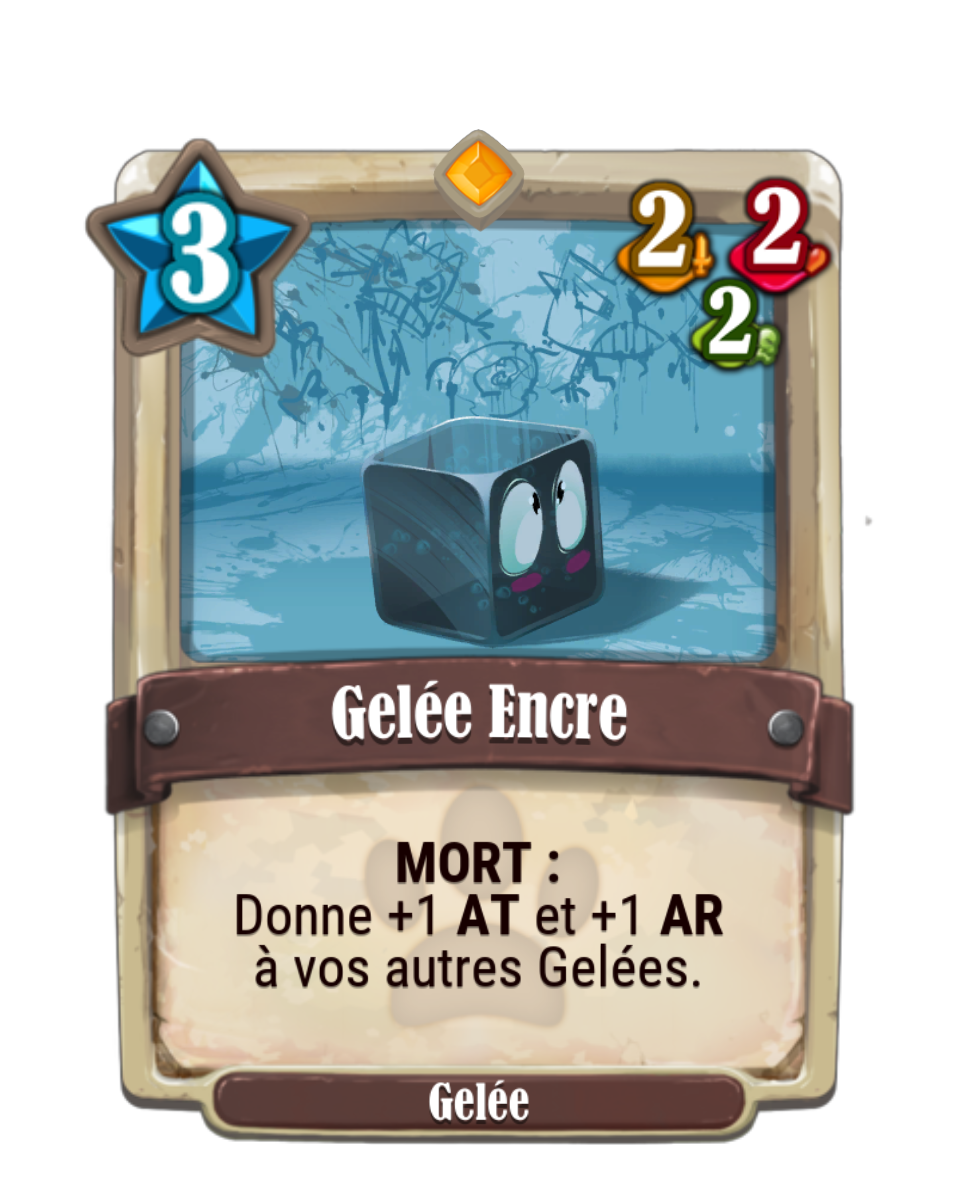 3
2 2
2
Gelée Encre
MORT :
Donne +1 AT et +1 AR
à vos autres Gelées.
Gelée